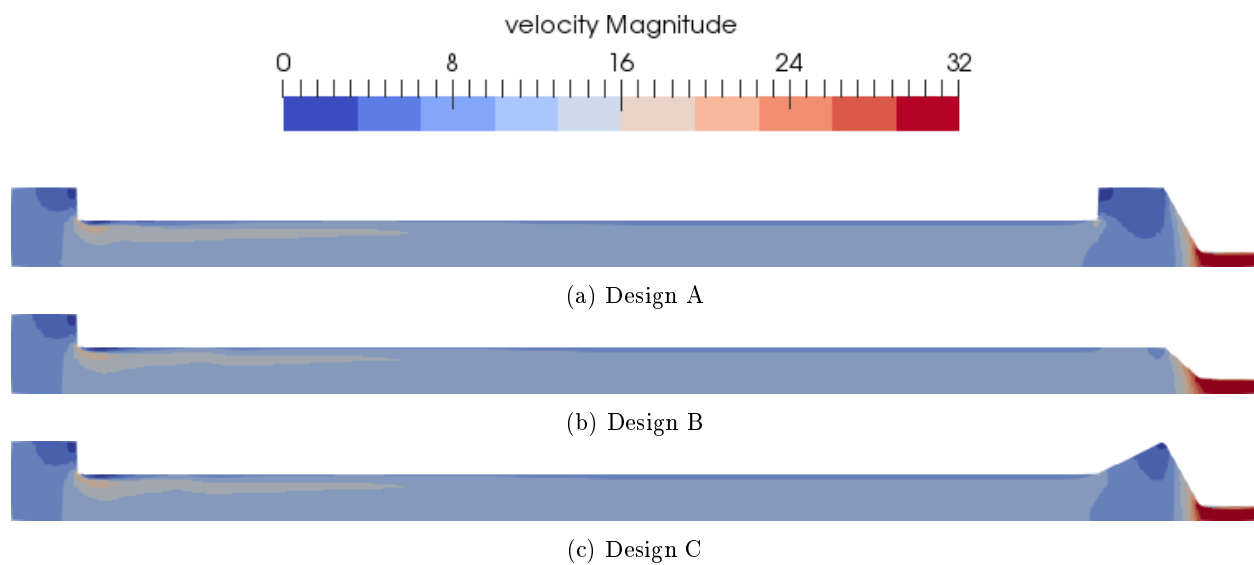 velocity Magnitude
0 8 16 24 32
(a) Design A
(b) Design B
(c) Design C